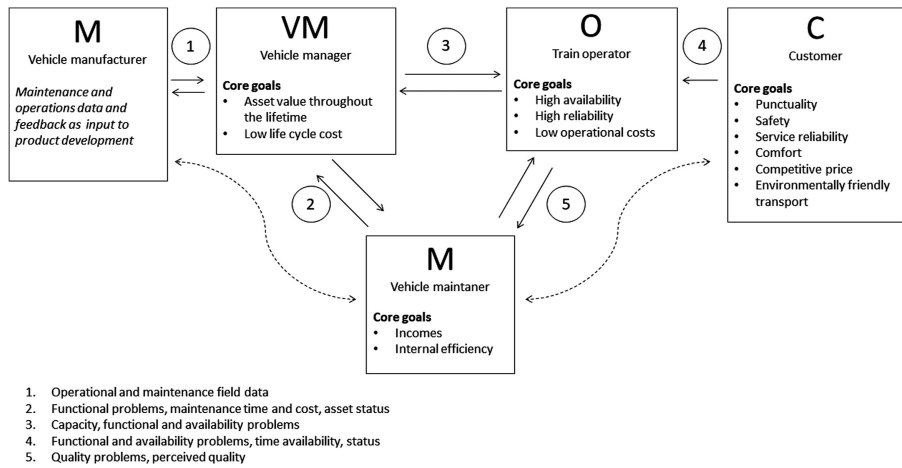 M
Vehicle manufacturer
Maintenance and
operations data and
feedback as input to
product development
1
VM
Vehicle manager
Core goals
• Asset value throughout
the lifetime
• Low life cycle cost
3
O
Train operator
Core goals
• High availability
• High reliability
• Low operational costs
4
C
Customer
Core goals
• Punctuality
• Safety
• Service reliability
• Comfort
• Competitive price
• Environmentally friendly
transport
2
5
M
Vehicle maintaner
Core goals
• Incomes
• Internal efficiency
1. Operational and maintenance field data
2. Functional problems, maintenance time and cost, asset status
3. Capacity, functional and availability problems
4. Functional and availability problems, time availability, status
5. Quality problems, perceived quality